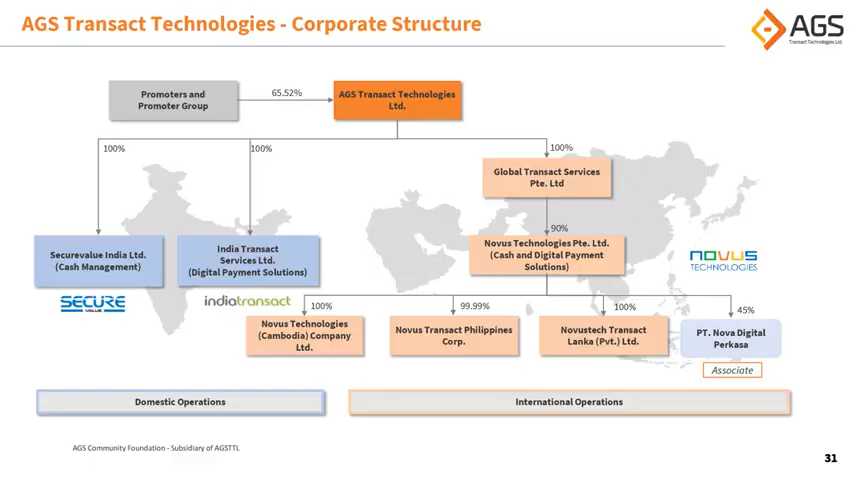 AGS Transact Technologies - Corporate Structure
AGS
Transact Technologies Ltd.
Promoters and
Promoter Group
65.52%
AGS Transact Technologies
Ltd.
100%
100%
100%
Global Transact Services
Pte. Ltd
90%
Securevalue India Ltd.
(Cash Management)
India Transact
Services Ltd.
(Digital Payment Solutions)
Novus Technologies Pte. Ltd.
(Cash and Digital Payment
Solutions)
novus
TECHNOLOGIES
SECURE
VALUE
indiatransact
100%
99.99%
100%
45%
Novus Technologies
(Cambodia) Company
Ltd.
Novus Transact Philippines
Corp.
Novustech Transact
Lanka (Pvt.) Ltd.
PT. Nova Digital
Perkasa
Associate
Domestic Operations
International Operations
AGS Community Foundation - Subsidiary of AGSTTL
31